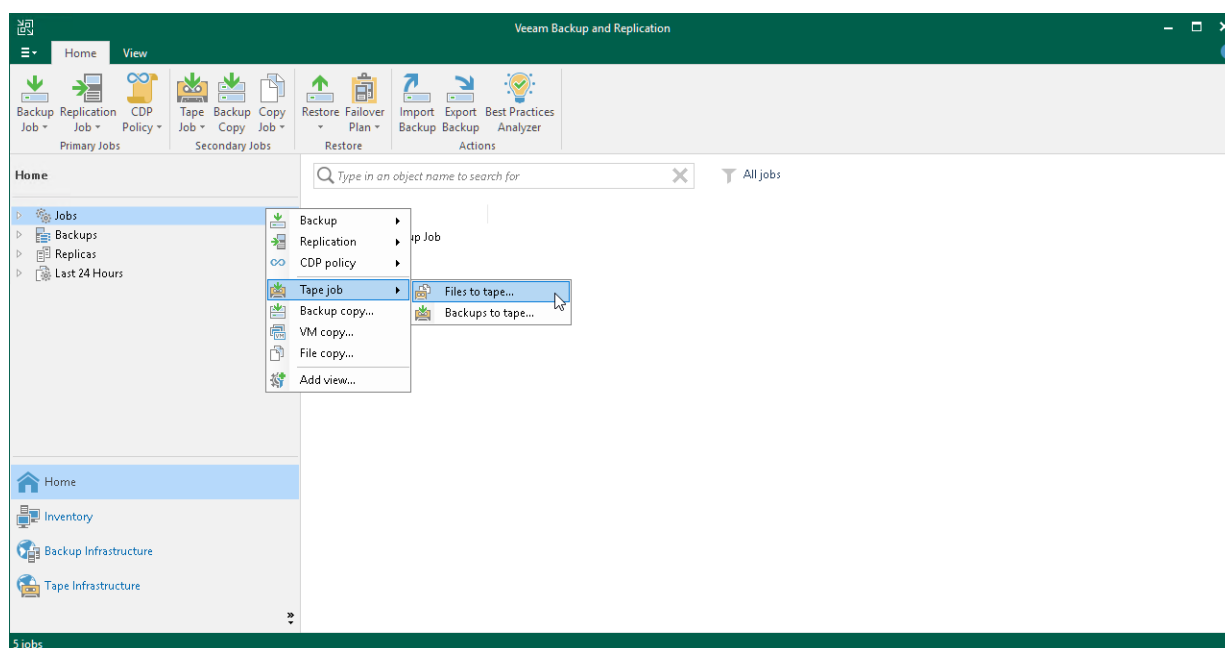 Veeam Backup and Replication
Home View
Backup Replication CDP Tape Backup Copy Restore Failover Import Export Best Practices
Job Job Policy Job Copy Job Plan Backup Backup Analyzer
Primary Jobs Secondary Jobs Restore Actions
Home
Type in an object name to search for
All jobs
Jobs
Backups
Replicas
Last 24 Hours
Backup
Replication
CDP policy
Tape job
Backup copy...
VM copy...
File copy...
Add view...
Files to tape...
Backups to tape...
Job
Home
Inventory
Backup Infrastructure
Tape Infrastructure
5 jobs